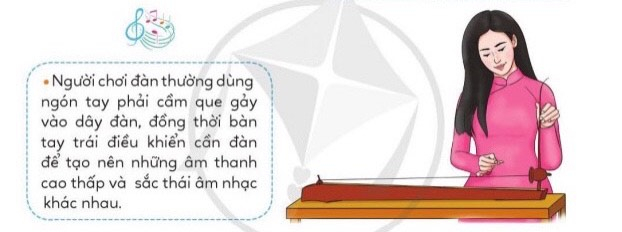 • Người chơi đàn thường dùng
ngón tay phải cầm que gảy
vào dây đàn, đồng thời bàn
tay trái điều khiển cần đàn
để tạo nên những âm thanh
cao thấp và sắc thái âm nhạc
khác nhau.